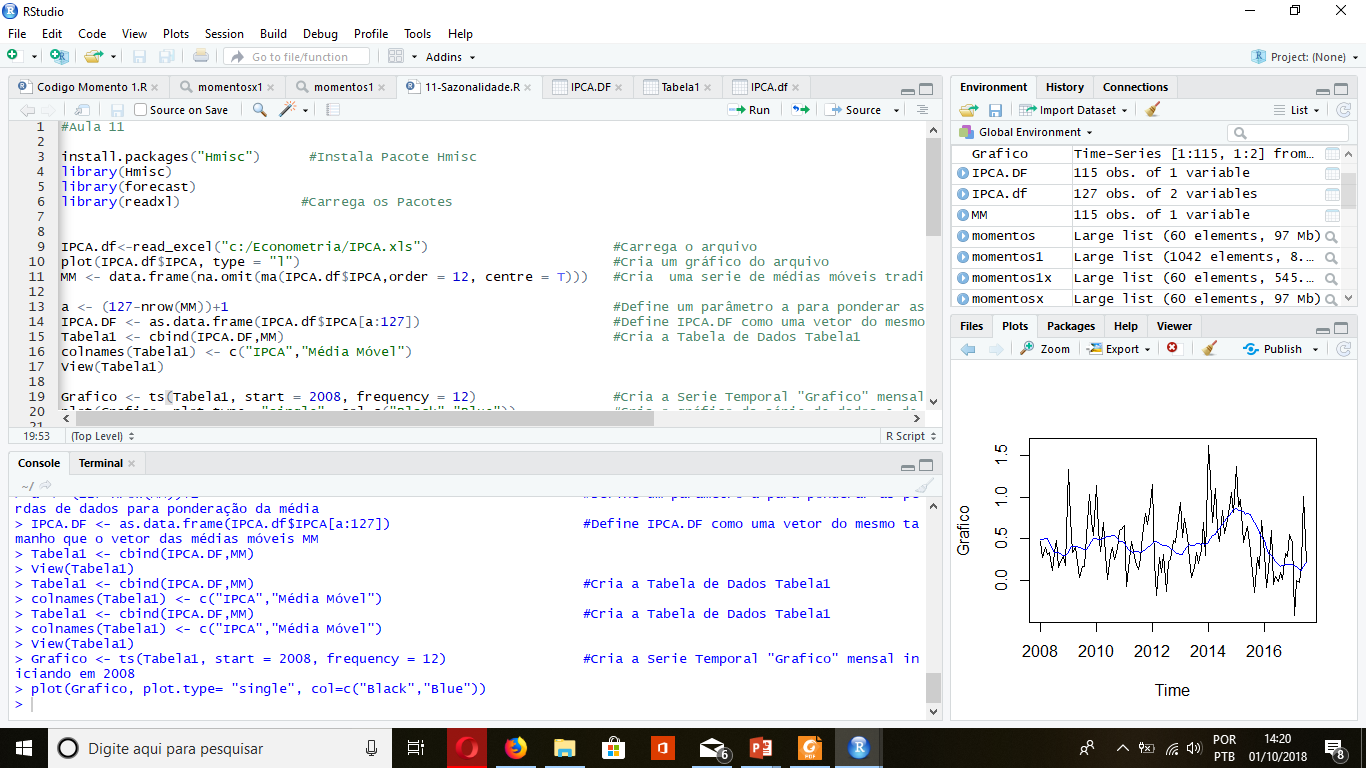 RStudio
File Edit Code View Plots Session Build Debug Profile Tools Help
Go to file/function Addins Project: (None)
Codigo Momento 1.R momentosx1 momentos1 11-Sazonalidade.R IPCA.DF Tabela1 IPCA.df
Source on Save Run Source
1 #Aula 11
2
3 install.packages("Hmisc") #Instala Pacote Hmisc
4 library(Hmisc)
5 library(forecast)
6 library(readxl) #Carrega os Pacotes
7
8
9 IPCA.df<-read_excel("c:/Econometria/IPCA.xls") #Carrega o arquivo
10 plot(IPCA.df$IPCA, type = "l") #Cria um gráfico do arquivo
11 MM <- data.frame(na.omit(ma(IPCA.df$IPCA,order = 12, centre = T))) #Cria uma serie de médias móveis tradi
12
13 a <- (127-nrow(MM))+1 #Define um parâmetro a para ponderar as
14 IPCA.DF <- as.data.frame(IPCA.df$IPCA[a:127]) #Define IPCA.DF como uma vetor do mesmo
15 Tabela1 <- cbind(IPCA.DF,MM) #Cria a Tabela de Dados Tabela1
16 colnames(Tabela1) <- c("IPCA","Média Móvel")
17 View(Tabela1)
18
19 Grafico <- ts(Tabela1, start = 2008, frequency = 12) #Cria a Serie Temporal "Grafico" mensal
20
21
19:53 (Top Level) R Script
Console Terminal
~/
rdas de dados para ponderação da média
> IPCA.DF <- as.data.frame(IPCA.df$IPCA[a:127]) #Define IPCA.DF como uma vetor do mesmo ta
manho que o vetor das médias móveis MM
> Tabela1 <- cbind(IPCA.DF,MM)
> View(Tabela1)
> Tabela1 <- cbind(IPCA.DF,MM) #Cria a Tabela de Dados Tabela1
> colnames(Tabela1) <- c("IPCA","Média Móvel")
> Tabela1 <- cbind(IPCA.DF,MM) #Cria a Tabela de Dados Tabela1
> colnames(Tabela1) <- c("IPCA","Média Móvel")
> View(Tabela1)
> Grafico <- ts(Tabela1, start = 2008, frequency = 12) #Cria a Serie Temporal "Grafico" mensal in
iciando em 2008
> plot(Grafico, plot.type= "single", col=c("Black","Blue"))
>
Environment History Connections
Import Dataset List
Global Environment
Grafico Time-Series [1:115, 1:2] from…
IPCA.DF 115 obs. of 1 variable
IPCA.df 127 obs. of 2 variables
MM 115 obs. of 1 variable
momentos Large list (60 elements, 97 Mb)
momentos1 Large list (1042 elements, 8.…
momentos1x Large list (60 elements, 545.…
momentosx Large list (60 elements, 97 Mb)
Files Plots Packages Help Viewer
Zoom Export Publish
Grafico
1.5
1.0
0.5
0.0
2008 2010 2012 2014 2016
Time
Digite aqui para pesquisar
6
POR
PTB
14:20
01/10/2018
8